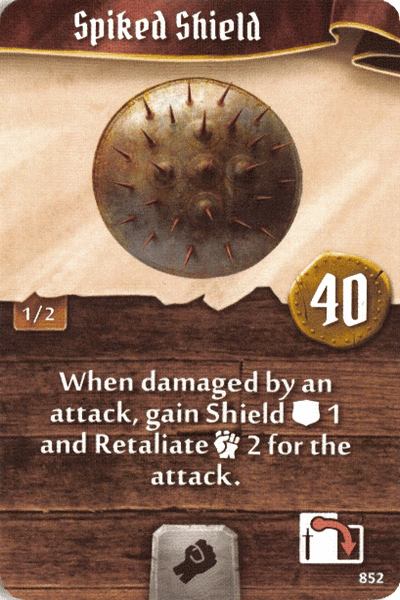 Spiked Shield
40
1/2
When damaged by an
attack, gain Shield 1
and Retaliate 2 for the
attack.
852